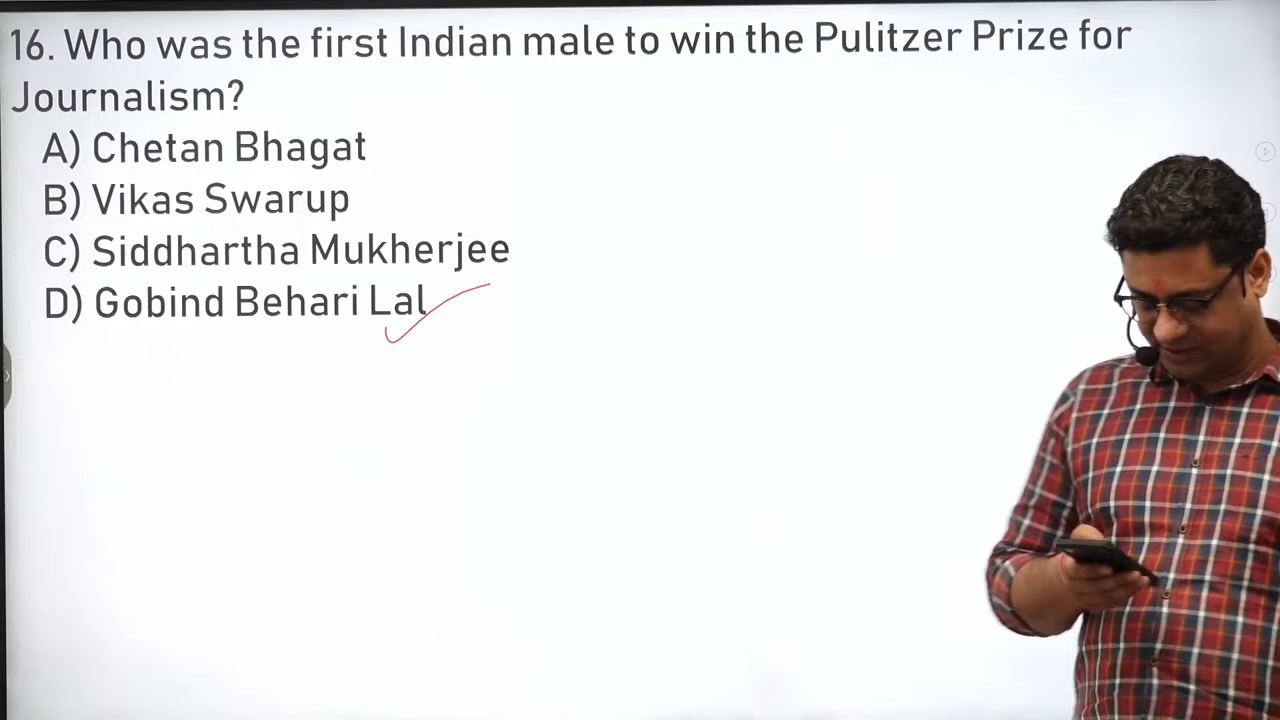 16. Who was the first Indian male to win the Pulitzer Prize for
Journalism?
A) Chetan Bhagat
B) Vikas Swarup
C) Siddhartha Mukherjee
D) Gobind Behari Lal